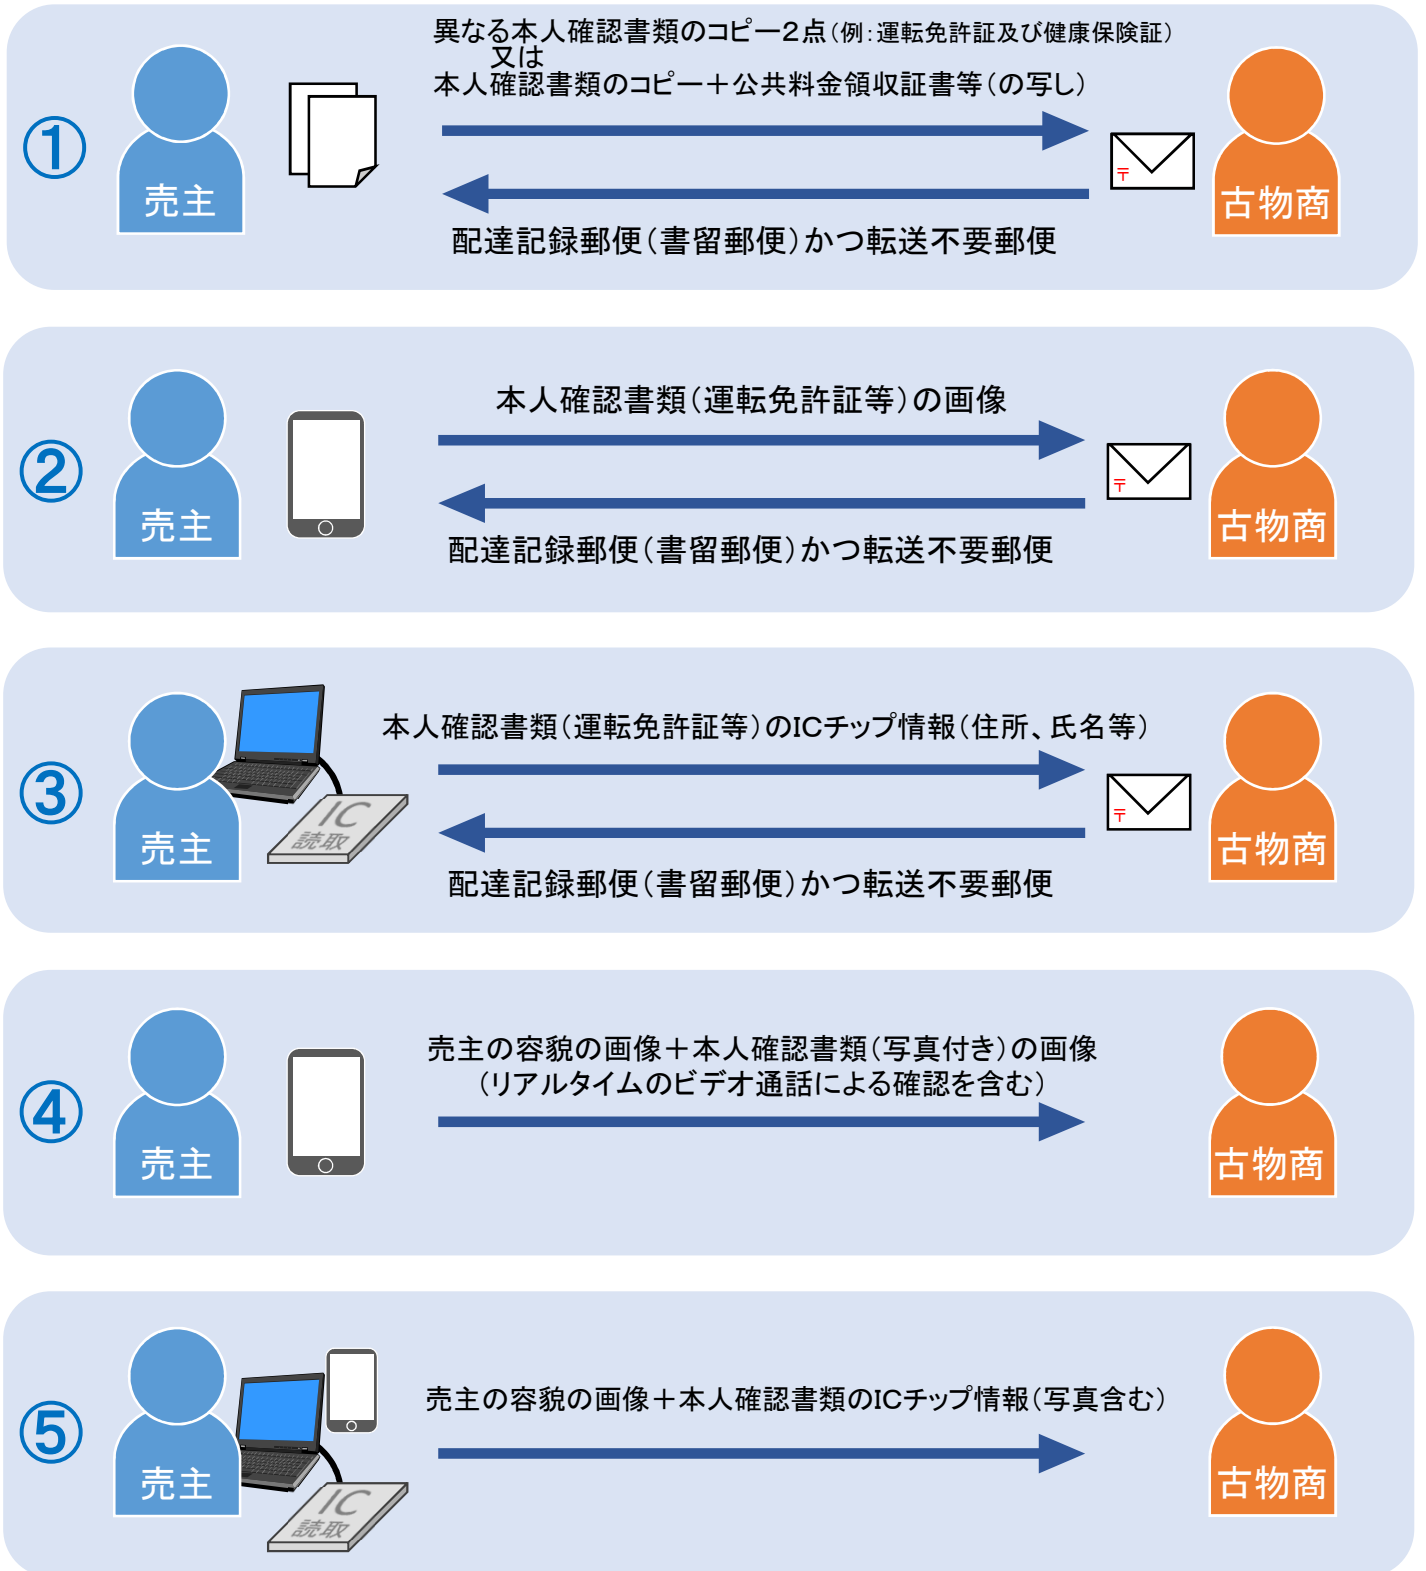 異なる本人確認書類のコピー2点(例:運転免許証及び健康保険証)
又は
本人確認書類のコピー+公共料金領収証書等(の写し)
①
売主
〒
古物商
配達記録郵便(書留郵便)かつ転送不要郵便
本人確認書類(運転免許証等)の画像
②
売主
〒
古物商
配達記録郵便(書留郵便)かつ転送不要郵便
本人確認書類(運転免許証等)のICチップ情報(住所、氏名等)
③
売主
IC
読取
〒
古物商
配達記録郵便(書留郵便)かつ転送不要郵便
売主の容貌の画像+本人確認書類(写真付き)の画像
(リアルタイムのビデオ通話による確認を含む)
④
売主
古物商
売主の容貌の画像+本人確認書類のICチップ情報(写真含む)
⑤
売主
IC
読取
古物商